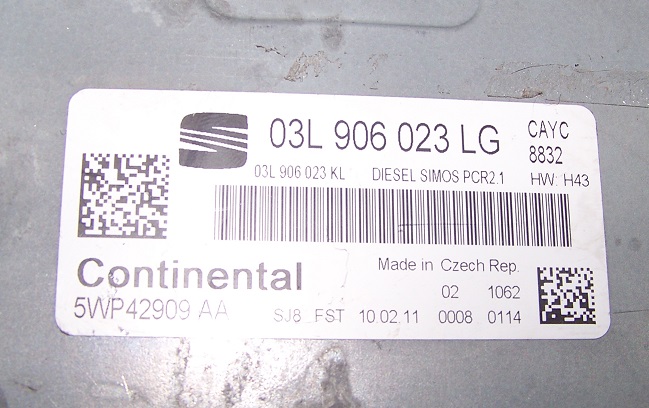 03L 906 023 LG CAYC
8832
03L 906 023 KL DIESEL SIMOS PCR2.1 HW: H43
Continental Made in Czech Rep.
5WP42909 AA 02 1062
SJ8 FST 10.02.11 0008 0114